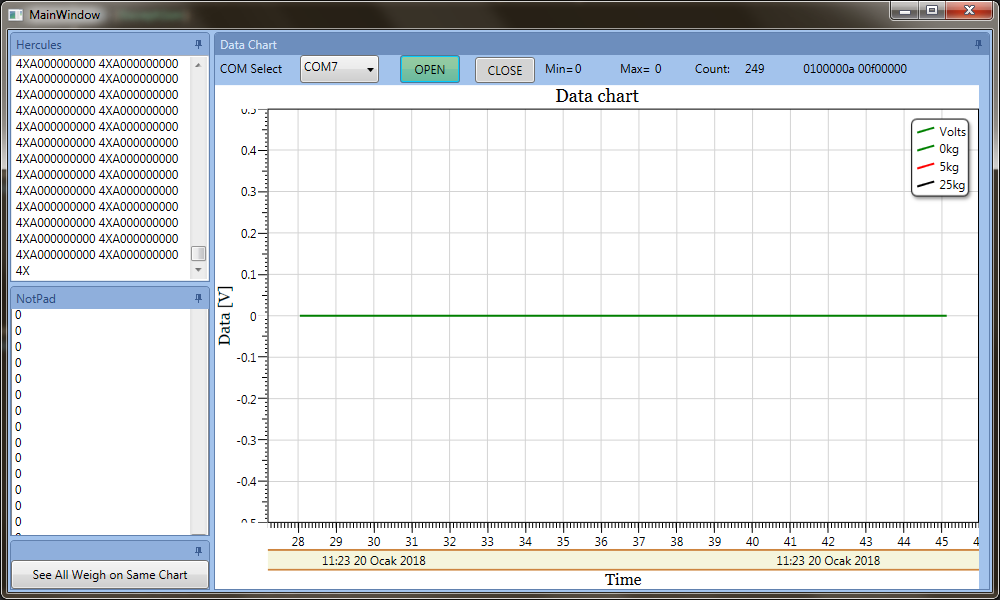 MainWindow
Hercules
4XA000000000 4XA000000000
4XA000000000 4XA000000000
4XA000000000 4XA000000000
4XA000000000 4XA000000000
4XA000000000 4XA000000000
4XA000000000 4XA000000000
4XA000000000 4XA000000000
4XA000000000 4XA000000000
4XA000000000 4XA000000000
4XA000000000 4XA000000000
4XA000000000 4XA000000000
4XA000000000 4XA000000000
4XA000000000 4XA000000000
4X
NotPad
0
0
0
0
0
0
0
0
0
0
0
0
0
0
See All Weigh on Same Chart
Data Chart
COM Select COM7 OPEN CLOSE Min= 0 Max= 0 Count: 249 0100000a 00f00000
Data chart
Volts
0kg
5kg
25kg
0.5
0.4
0.3
0.2
0.1
0
-0.1
-0.2
-0.3
-0.4
-0.5
Data [V]
28 29 30 31 32 33 34 35 36 37 38 39 40 41 42 43 44 45
11:23 20 Ocak 2018 11:23 20 Ocak 2018
Time